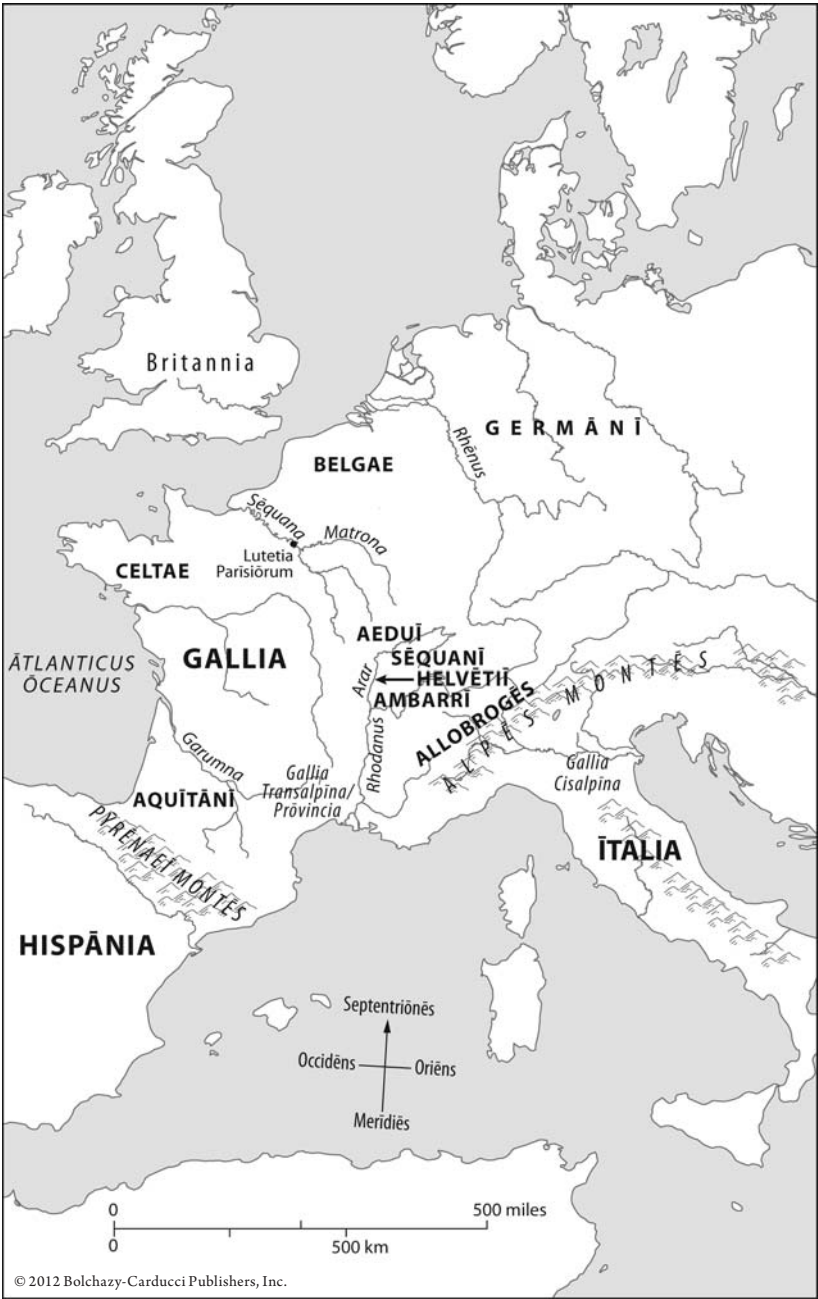 Britannia
GERMĀNĪ
Rhēnus
BELGAE
Sēquana
Matrona
Lutetia
Parīsiōrum
CELTAE
AEDUĪ
SĒQUANĪ
HELVĒTIĪ
AMBARRĪ
Arar
GALLIA
ĀTLANTICUS
ŌCEANUS
ALLOBROGĒS
ALPĒS MONTĒS
Rhodanus
Garumna
Gallia
Transalpīna/
Prōvincia
Gallia
Cisalpīna
AQUĪTĀNĪ
PȲRĒNAEĪ MONTĒS
ĪTALIA
HISPĀNIA
Septentriōnēs
Occidēns
Oriēns
Merīdiēs
0
500 miles
0
500 km
© 2012 Bolchazy-Carducci Publishers, Inc.